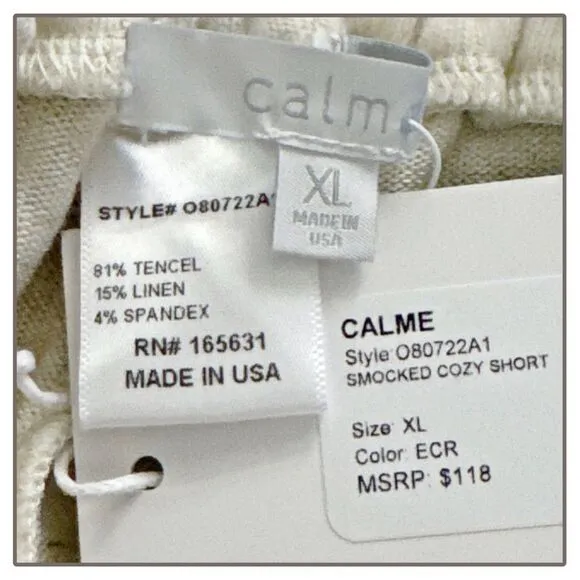 calm
XL
MADE IN
USA
STYLE# O80722A1
81% TENCEL
15% LINEN
4% SPANDEX
RN# 165631
MADE IN USA
CALME
Style: O80722A1
SMOCKED COZY SHORT
Size: XL
Color: ECR
MSRP: $118